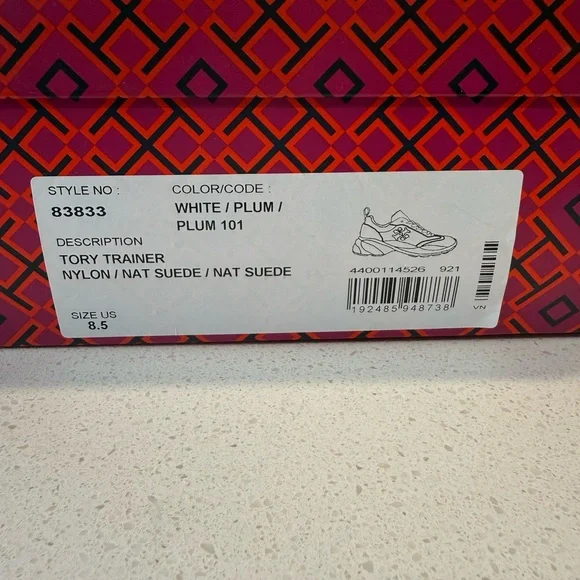 STYLE NO :
83833
COLOR/CODE :
WHITE / PLUM /
PLUM 101
DESCRIPTION
TORY TRAINER
NYLON / NAT SUEDE / NAT SUEDE
SIZE US
8.5
4400114526 921
192485 948738
VN